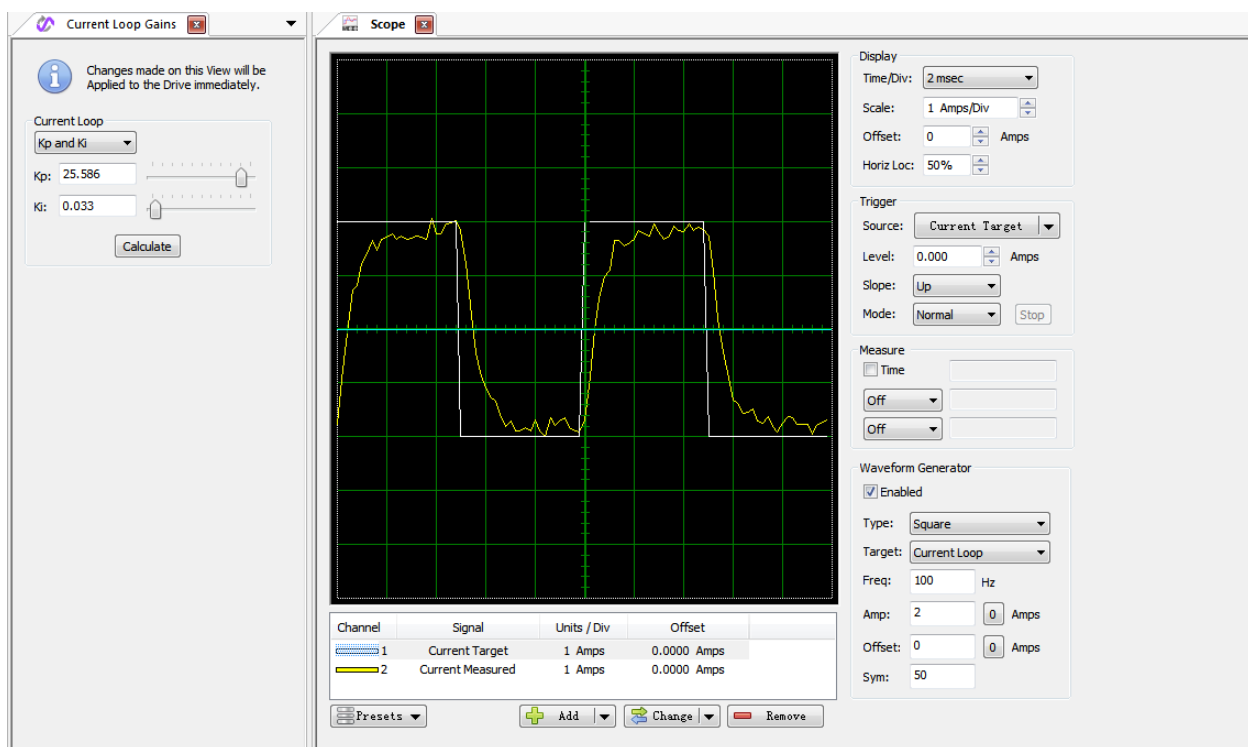 Current Loop Gains
Changes made on this View will be
Applied to the Drive immediately.
Current Loop
Kp and Ki
Kp: 25.586
Ki: 0.033
Calculate
Scope
Display
Time/Div: 2 msec
Scale: 1 Amps/Div
Offset: 0 Amps
Horiz Loc: 50%
Trigger
Source: Current Target
Level: 0.000 Amps
Slope: Up
Mode: Normal Stop
Measure
Time
Off
Off
Waveform Generator
Enabled
Type: Square
Target: Current Loop
Freq: 100 Hz
Amp: 2 0 Amps
Offset: 0 0 Amps
Sym: 50
Channel Signal Units / Div Offset
1 Current Target 1 Amps 0.0000 Amps
2 Current Measured 1 Amps 0.0000 Amps
Presets Add Change Remove